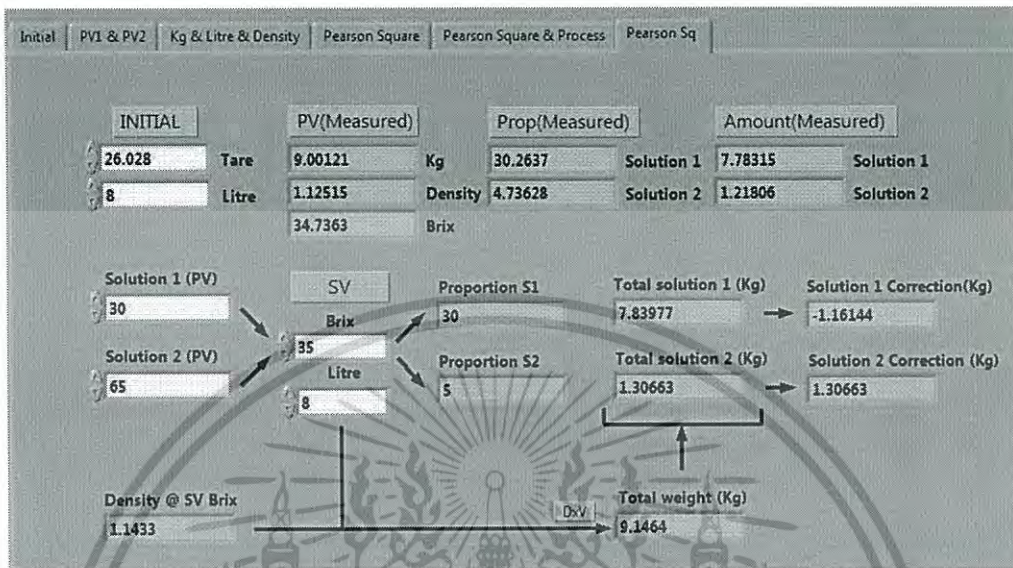 Initial PV1 & PV2 Kg & Litre & Density Pearson Square Pearson Square & Process Pearson Sq
INITIAL PV(Measured) Prop(Measured) Amount(Measured)
26.028 Tare 9.00121 Kg 30.2637 Solution 1 7.78315 Solution 1
8 Litre 1.12515 Density 4.73628 Solution 2 1.21806 Solution 2
34.7363 Brix
Solution 1 (PV) SV Proportion S1 Total solution 1 (Kg) Solution 1 Correction(Kg)
30 Brix 30 7.83977 -1.16144
Solution 2 (PV) 35 Proportion S2 Total solution 2 (Kg) Solution 2 Correction (Kg)
65 Litre 5 1.30663 1.30663
8
Density @ SV Brix DxV Total weight (Kg)
1.1433 9.1464